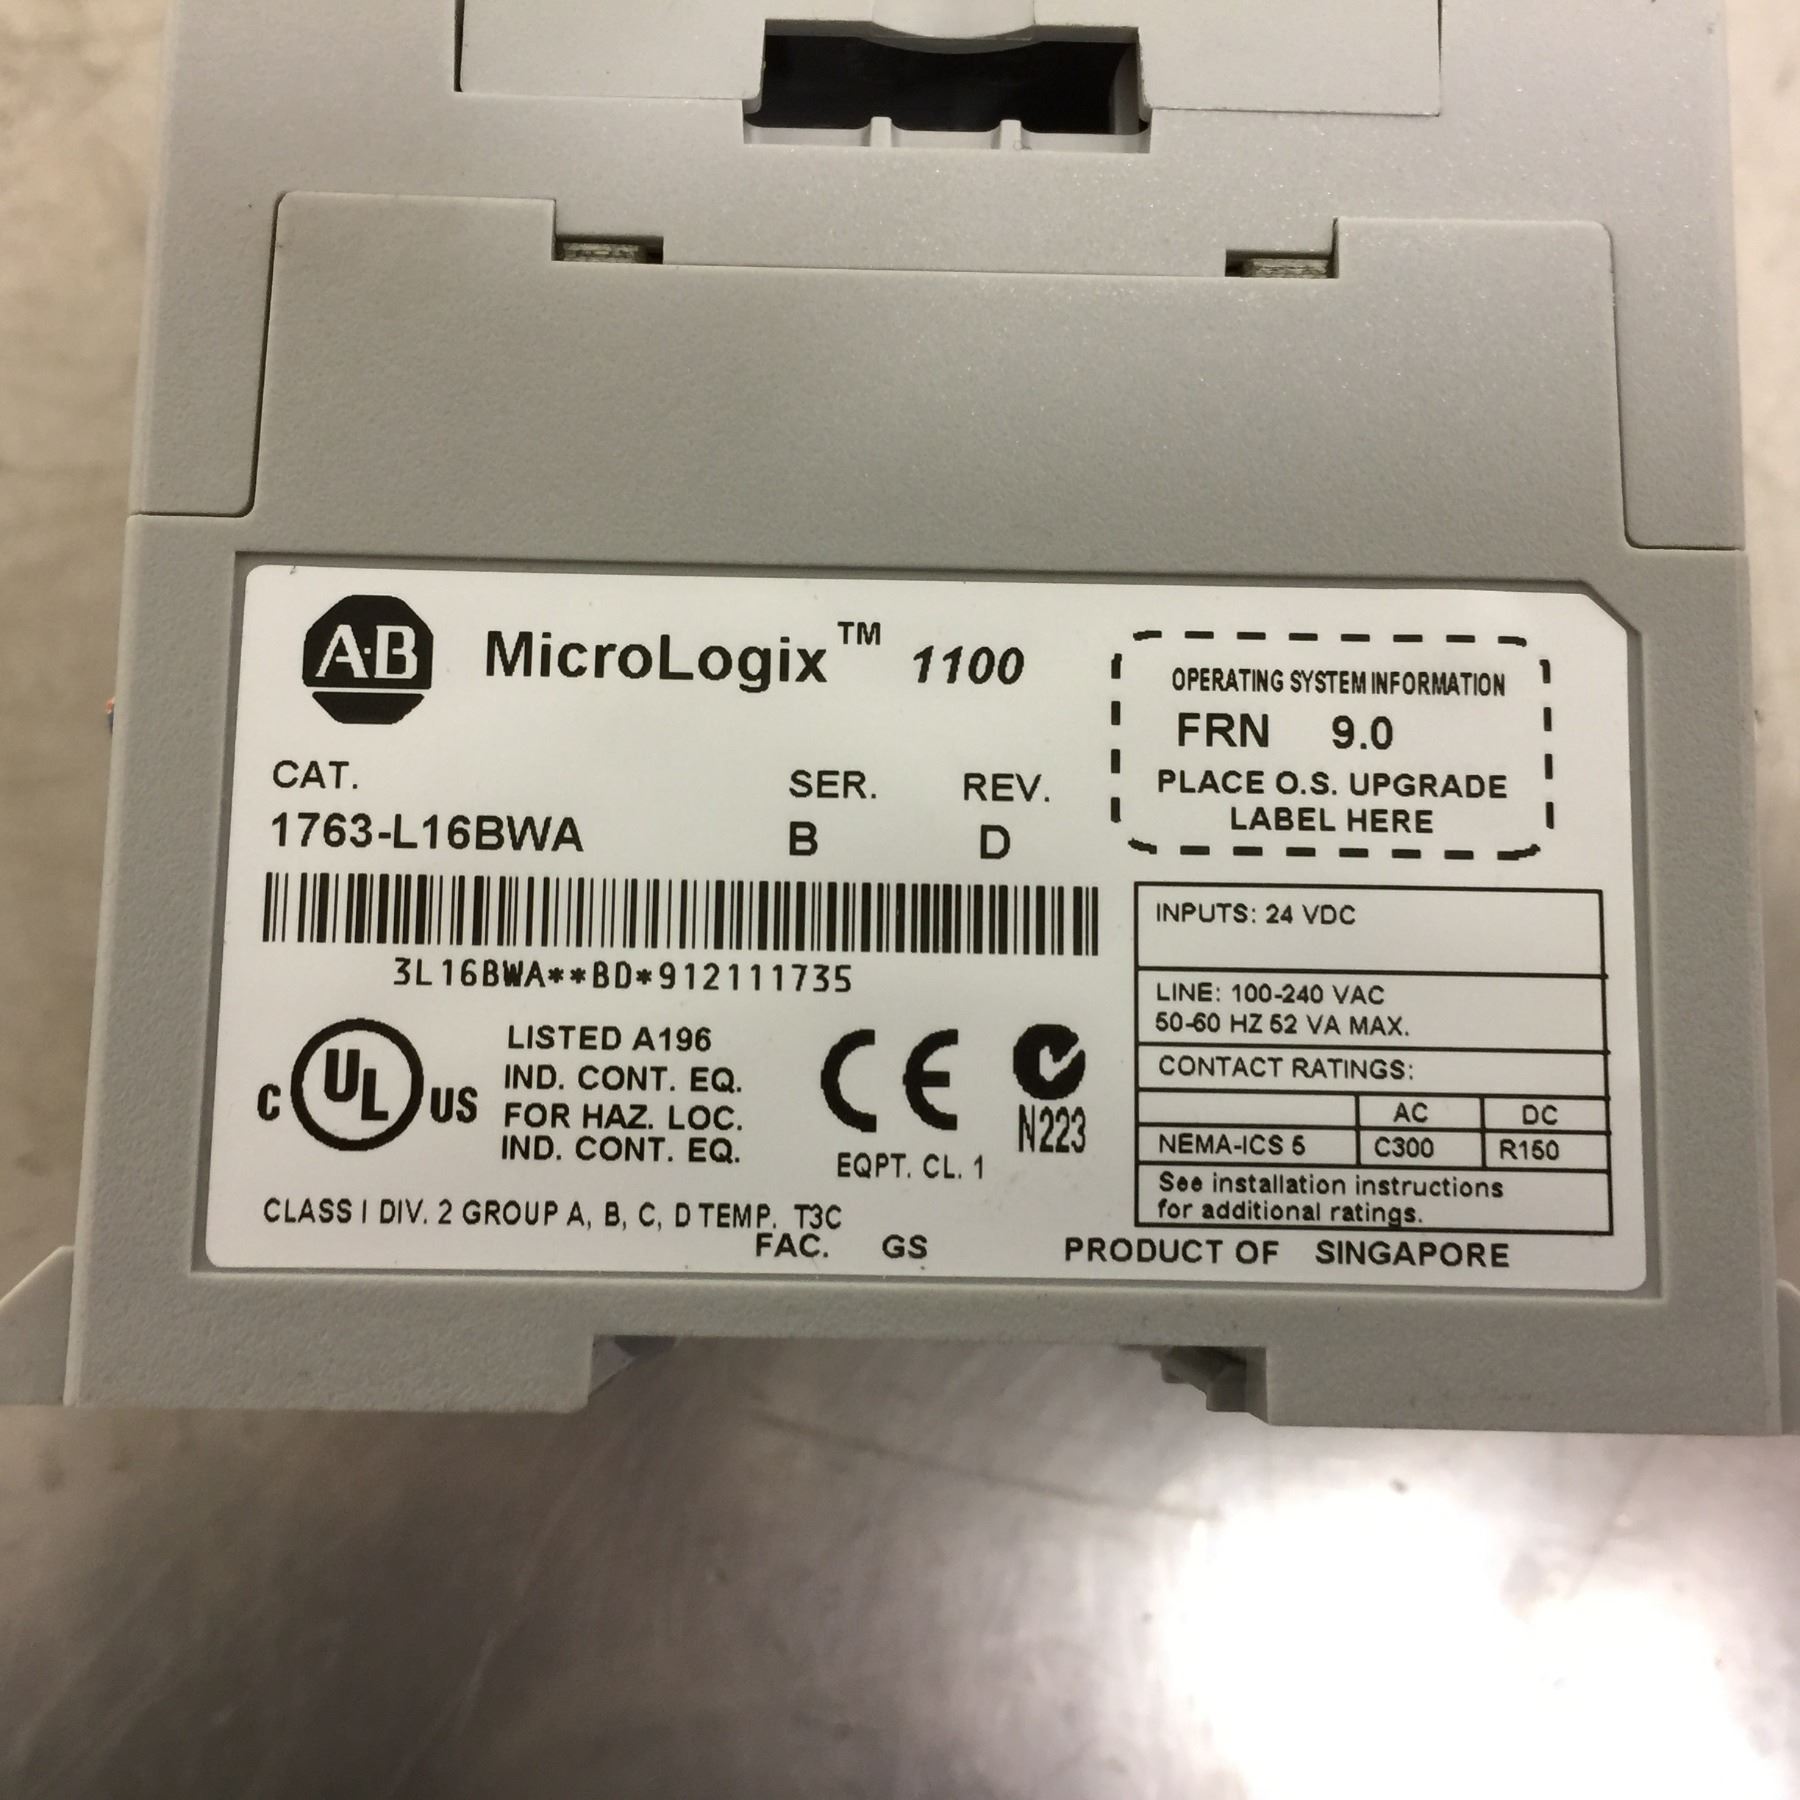 A·B MicroLogix™ 1100
CAT. SER. REV.
1763-L16BWA B D
3L16BWA**BD*912111735
OPERATING SYSTEM INFORMATION
FRN 9.0
PLACE O.S. UPGRADE
LABEL HERE
INPUTS: 24 VDC
LINE: 100-240 VAC
50-60 HZ 52 VA MAX.
CONTACT RATINGS:
AC DC
NEMA-ICS 5 C300 R150
See installation instructions
for additional ratings.
C UL US
LISTED A196
IND. CONT. EQ.
FOR HAZ. LOC.
IND. CONT. EQ.
CE
EQPT. CL. 1
N223
CLASS I DIV. 2 GROUP A, B, C, D TEMP. T3C
FAC. GS
PRODUCT OF SINGAPORE